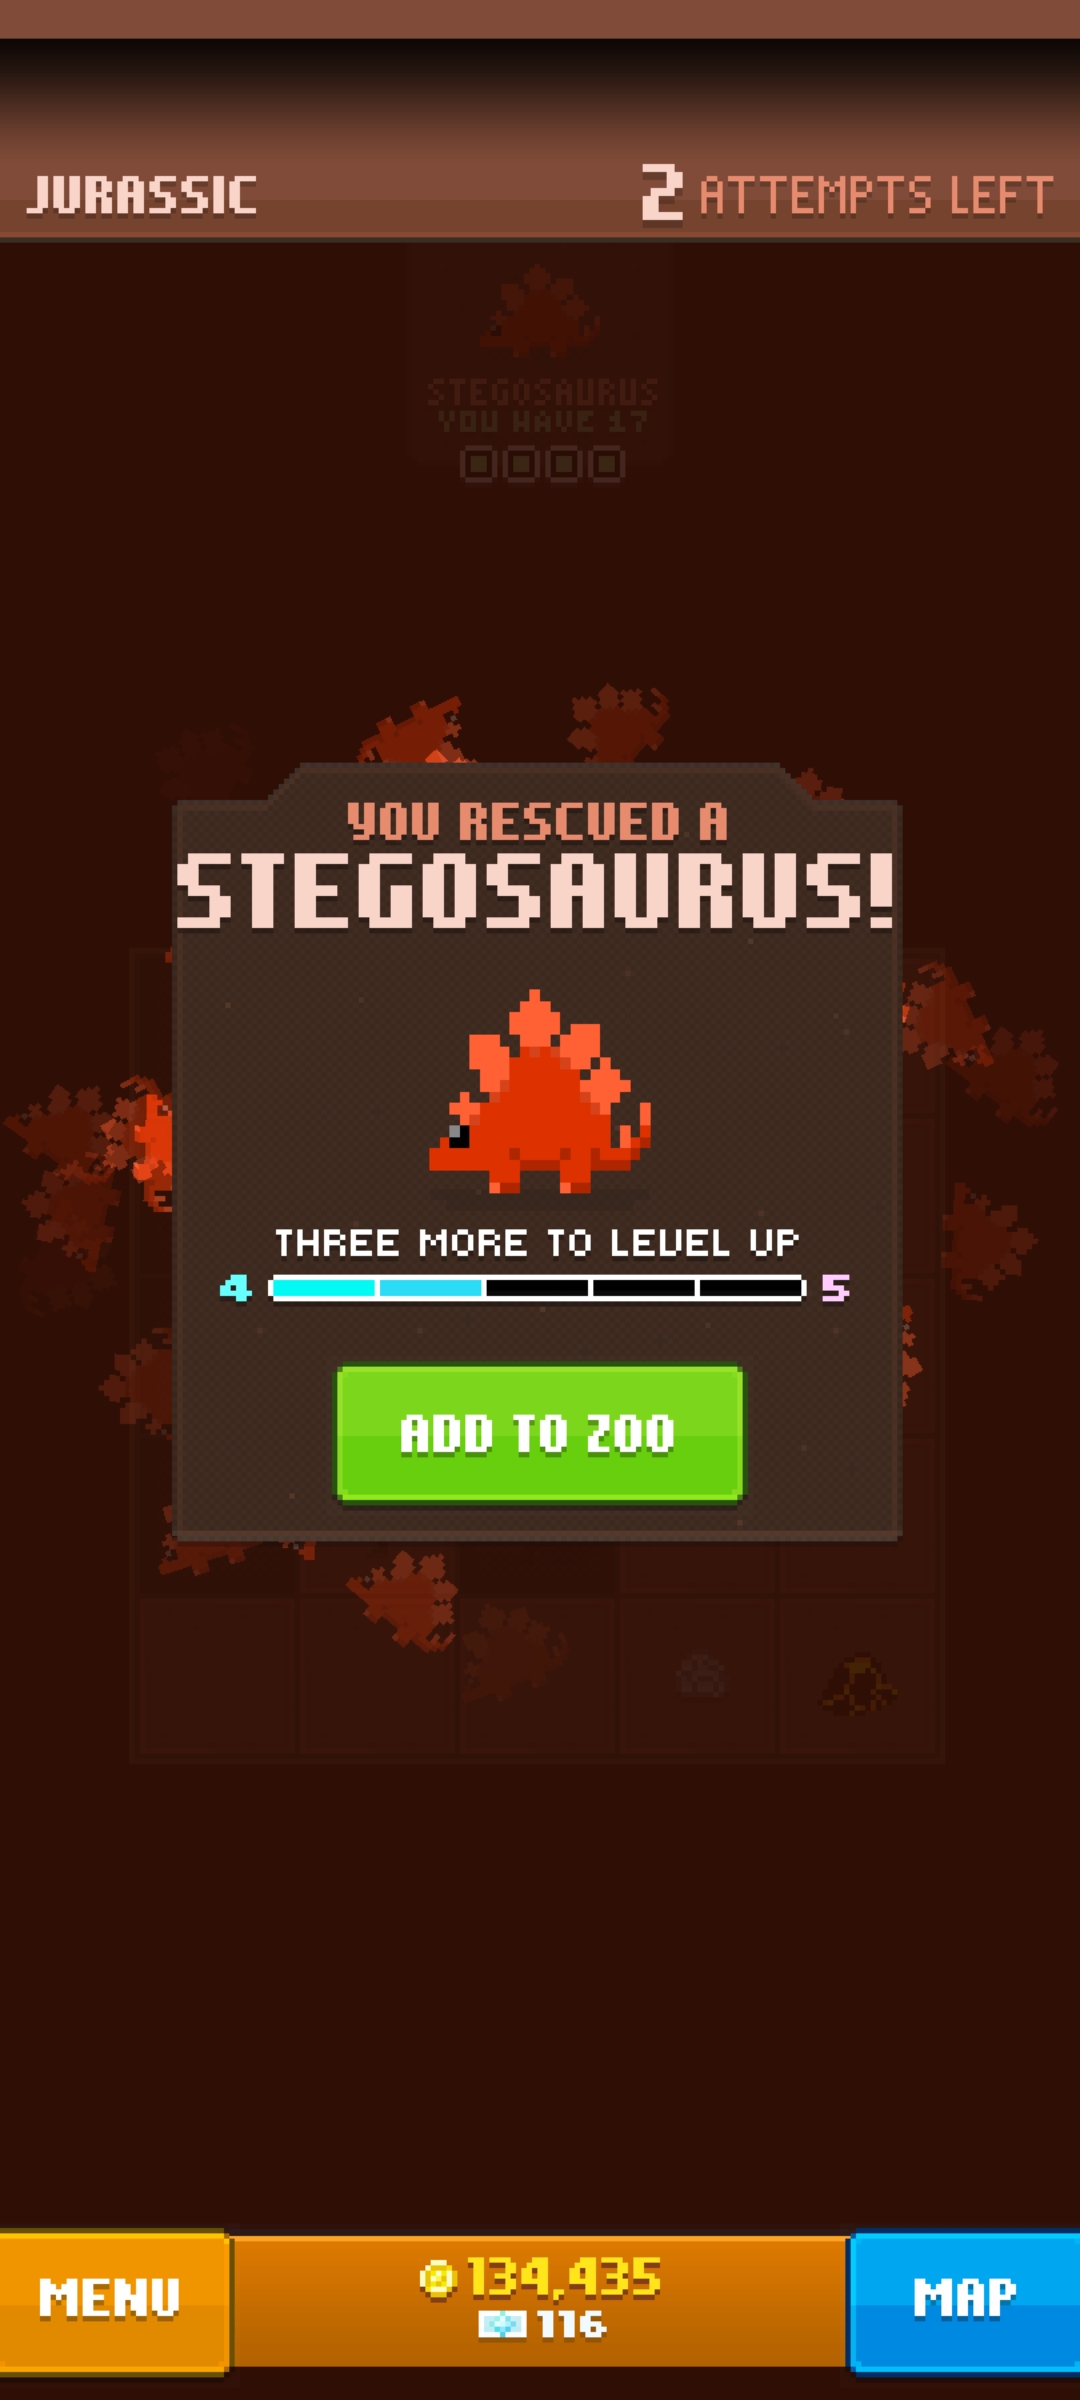 JURASSIC
2 ATTEMPTS LEFT
STEGOSAURUS
YOU HAVE 17
YOU RESCUED A
STEGOSAURUS!
THREE MORE TO LEVEL UP
4 5
ADD TO ZOO
MENU
134,435
116
MAP